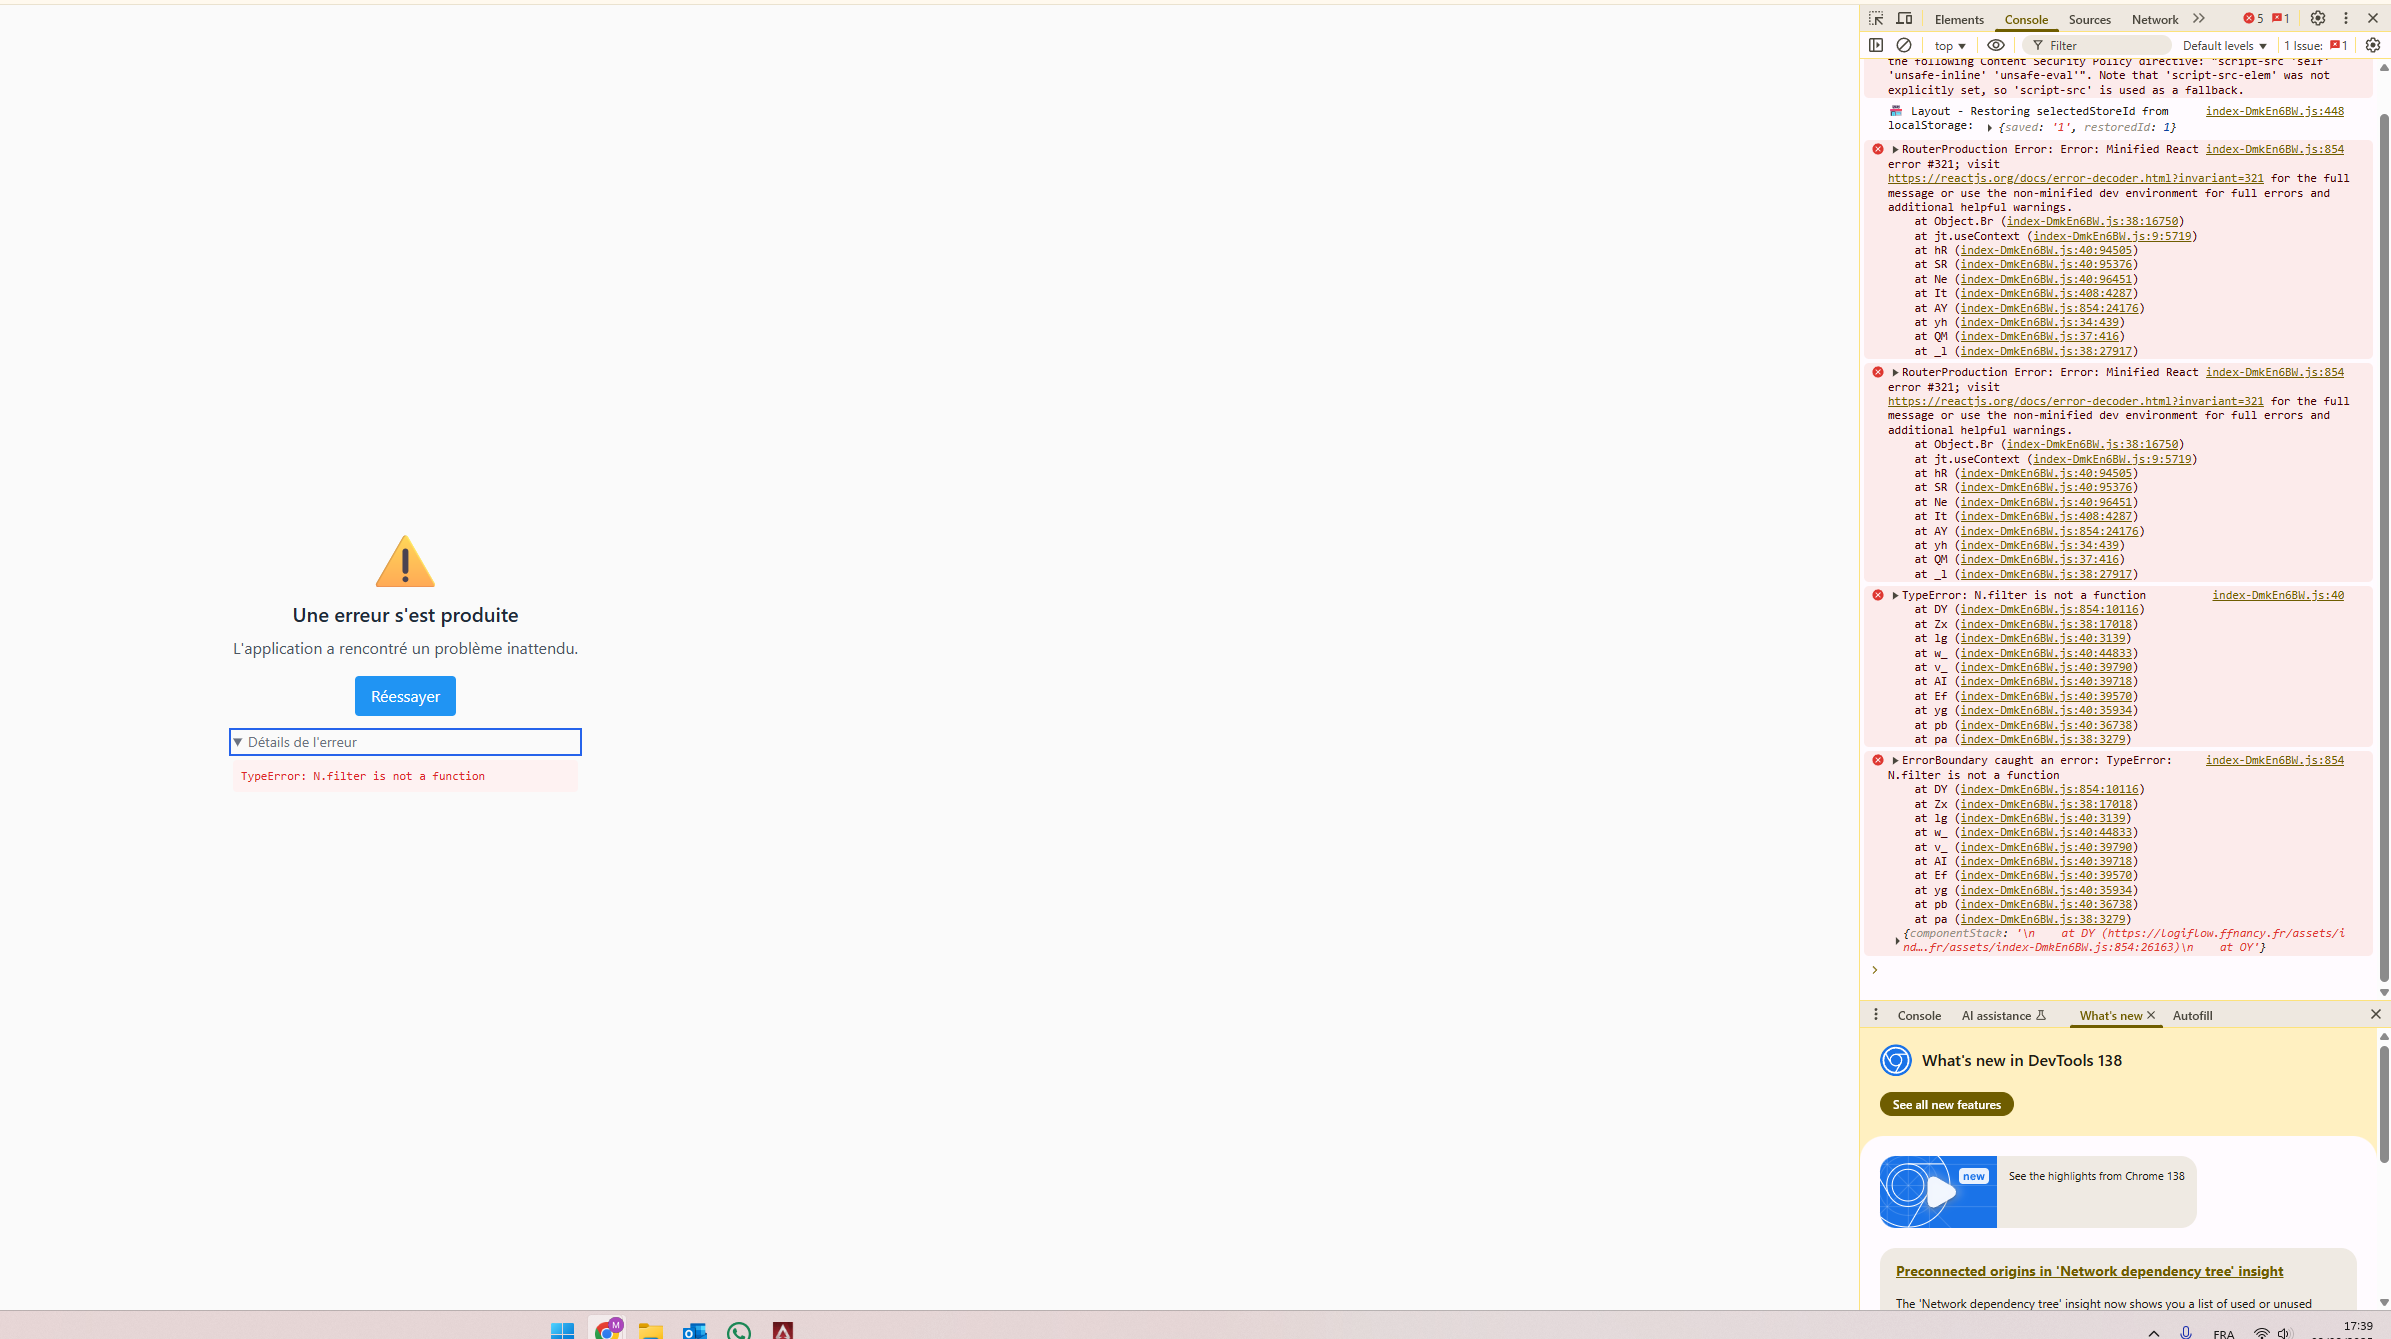 Elements Console Sources Network 5 1
top Filter Default levels 1 Issue: 1
the following Content Security Policy directive: "script-src 'self'
'unsafe-inline' 'unsafe-eval'". Note that 'script-src-elem' was not
explicitly set, so 'script-src' is used as a fallback.
Layout - Restoring selectedStoreId from index-DmkEn6BW.js:448
localStorage: {saved: '1', restoredId: 1}
RouterProduction Error: Error: Minified React index-DmkEn6BW.js:854
error #321; visit
https://reactjs.org/docs/error-decoder.html?invariant=321 for the full
message or use the non-minified dev environment for full errors and
additional helpful warnings.
at Object.Br (index-DmkEn6BW.js:38:16750)
at jt.useContext (index-DmkEn6BW.js:9:5719)
at hR (index-DmkEn6BW.js:40:94505)
at SR (index-DmkEn6BW.js:40:95376)
at Ne (index-DmkEn6BW.js:40:96451)
at It (index-DmkEn6BW.js:408:4287)
at AY (index-DmkEn6BW.js:854:24176)
at yh (index-DmkEn6BW.js:34:439)
at QM (index-DmkEn6BW.js:37:416)
at _l (index-DmkEn6BW.js:38:27917)
RouterProduction Error: Error: Minified React index-DmkEn6BW.js:854
error #321; visit
https://reactjs.org/docs/error-decoder.html?invariant=321 for the full
message or use the non-minified dev environment for full errors and
additional helpful warnings.
at Object.Br (index-DmkEn6BW.js:38:16750)
at jt.useContext (index-DmkEn6BW.js:9:5719)
at hR (index-DmkEn6BW.js:40:94505)
at SR (index-DmkEn6BW.js:40:95376)
at Ne (index-DmkEn6BW.js:40:96451)
at It (index-DmkEn6BW.js:408:4287)
at AY (index-DmkEn6BW.js:854:24176)
at yh (index-DmkEn6BW.js:34:439)
at QM (index-DmkEn6BW.js:37:416)
at _l (index-DmkEn6BW.js:38:27917)
TypeError: N.filter is not a function index-DmkEn6BW.js:40
at DY (index-DmkEn6BW.js:854:10116)
at Zx (index-DmkEn6BW.js:38:17018)
at lg (index-DmkEn6BW.js:40:3139)
at w_ (index-DmkEn6BW.js:40:44833)
at v_ (index-DmkEn6BW.js:40:39790)
at AI (index-DmkEn6BW.js:40:39718)
at Ef (index-DmkEn6BW.js:40:39570)
at yg (index-DmkEn6BW.js:40:35934)
at pb (index-DmkEn6BW.js:40:36738)
at pa (index-DmkEn6BW.js:38:3279)
ErrorBoundary caught an error: TypeError: index-DmkEn6BW.js:854
N.filter is not a function
at DY (index-DmkEn6BW.js:854:10116)
at Zx (index-DmkEn6BW.js:38:17018)
at lg (index-DmkEn6BW.js:40:3139)
at w_ (index-DmkEn6BW.js:40:44833)
at v_ (index-DmkEn6BW.js:40:39790)
at AI (index-DmkEn6BW.js:40:39718)
at Ef (index-DmkEn6BW.js:40:39570)
at yg (index-DmkEn6BW.js:40:35934)
at pb (index-DmkEn6BW.js:40:36738)
at pa (index-DmkEn6BW.js:38:3279)
{componentStack: '\n    at DY (https://logiflow.ffnancy.fr/assets/i
nd….fr/assets/index-DmkEn6BW.js:854:26163)\n    at OY'}
Une erreur s'est produite
L'application a rencontré un problème inattendu.
Réessayer
Détails de l'erreur
TypeError: N.filter is not a function
Console AI assistance What's new Autofill
What's new in DevTools 138
See all new features
new See the highlights from Chrome 138
Preconnected origins in 'Network dependency tree' insight
The 'Network dependency tree' insight now shows you a list of used or unused
M
FRA 17:39